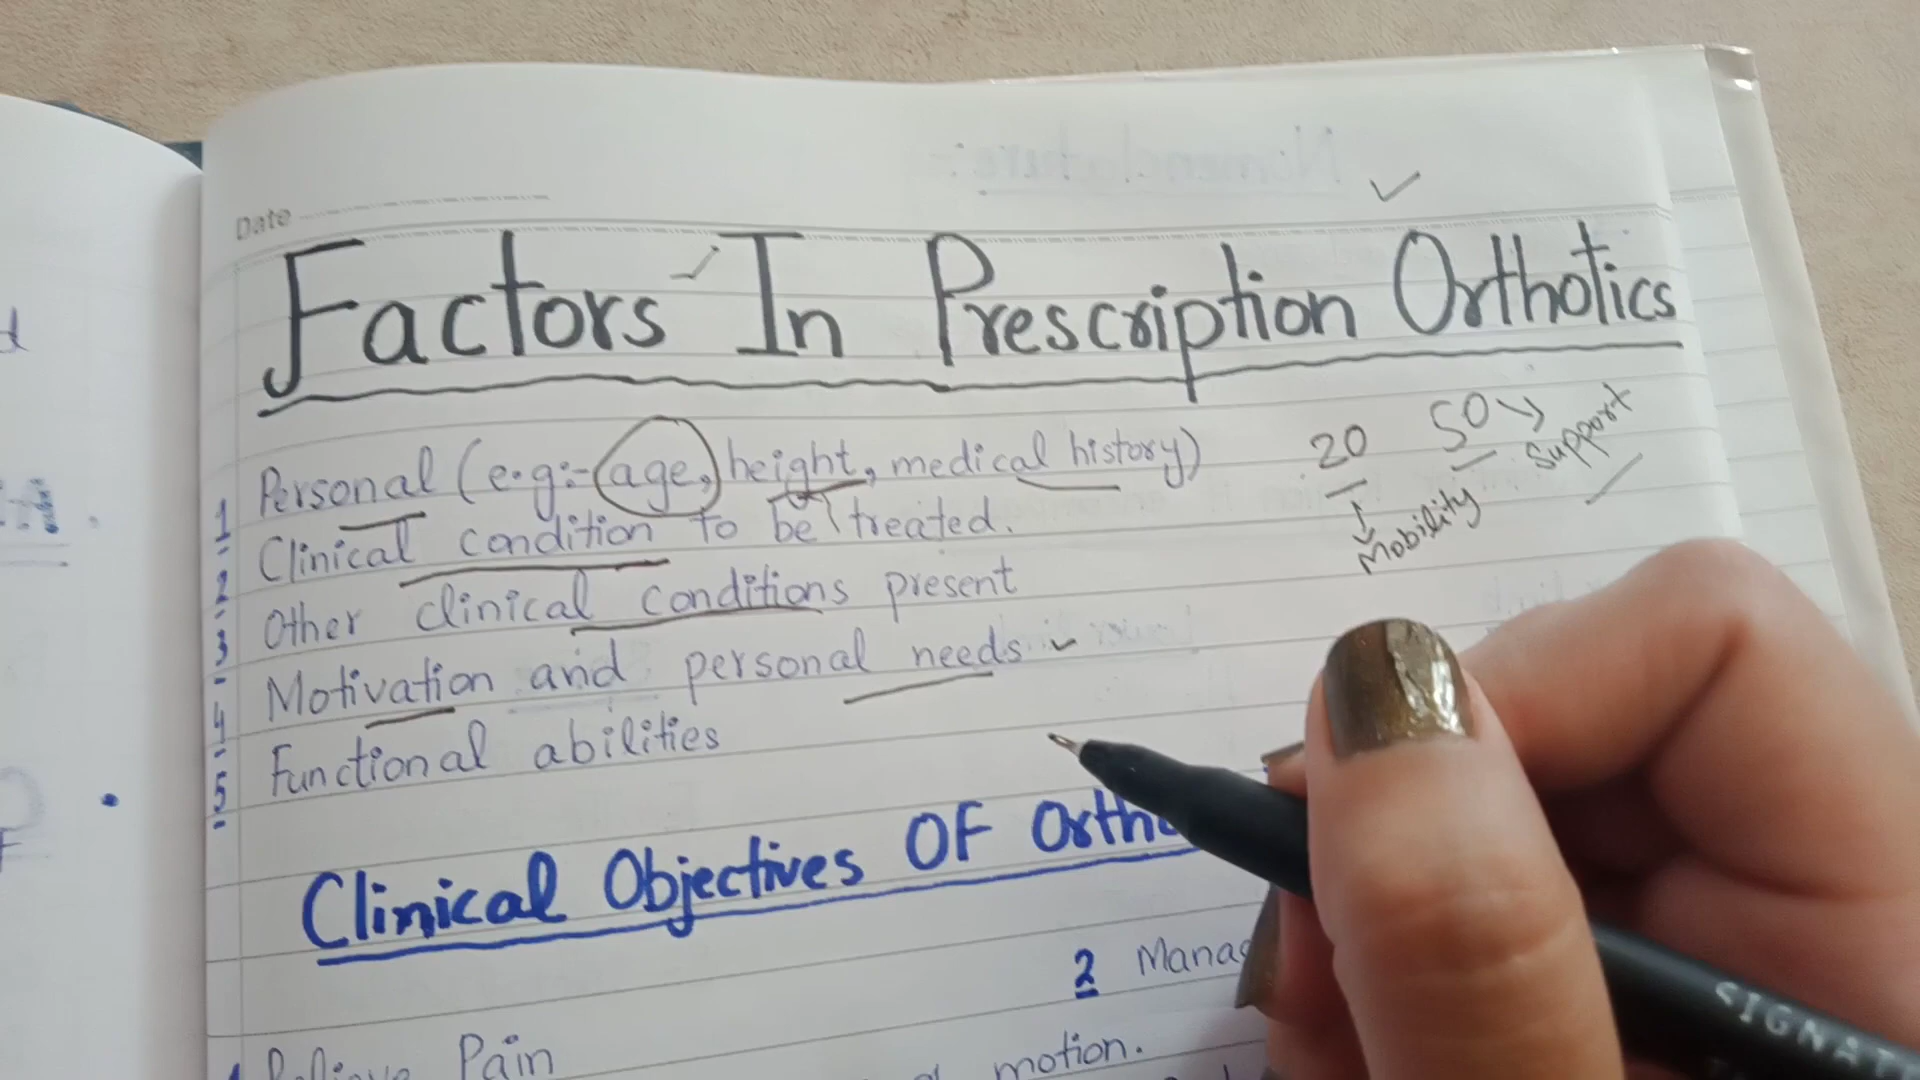 Date
Factors In Prescription Orthotics
1 Personal (e.g:- age, height, medical history)
20 50 → Support
Mobility
2 Clinical condition to be treated.
3 Other clinical conditions present
4 Motivation and personal needs
5 Functional abilities
Clinical Objectives OF
2
1 Relieve Pain
motion.